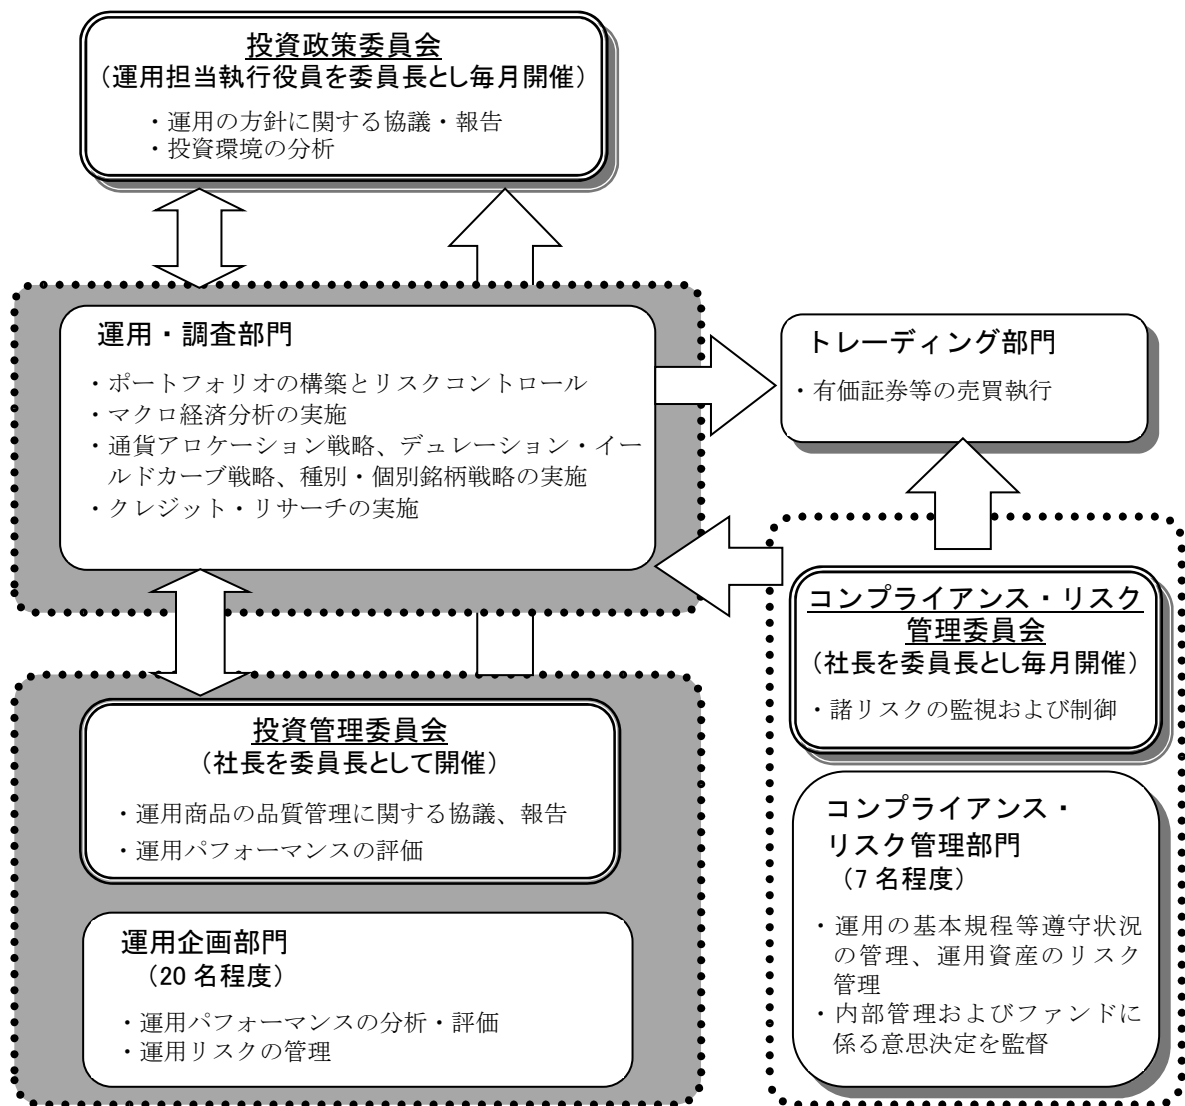 投資政策委員会
(運用担当執行役員を委員長とし毎月開催)
・運用の方針に関する協議・報告
・投資環境の分析
運用・調査部門
・ポートフォリオの構築とリスクコントロール
・マクロ経済分析の実施
・通貨アロケーション戦略、デュレーション・イー
ルドカーブ戦略、種別・個別銘柄戦略の実施
・クレジット・リサーチの実施
トレーディング部門
・有価証券等の売買執行
コンプライアンス・リスク
管理委員会
(社長を委員長とし毎月開催)
・諸リスクの監視および制御
投資管理委員会
(社長を委員長として開催)
・運用商品の品質管理に関する協議、報告
・運用パフォーマンスの評価
運用企画部門
(20 名程度)
・運用パフォーマンスの分析・評価
・運用リスクの管理
コンプライアンス・
リスク管理部門
(7 名程度)
・運用の基本規程等遵守状況
の管理、運用資産のリスク
管理
・内部管理およびファンドに
係る意思決定を監督